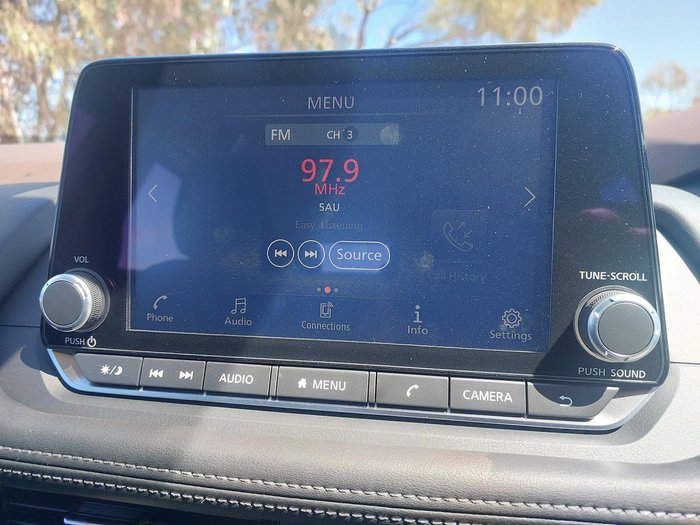 MENU
11:00
FM CH 3
97.9
MHz
5AU
Easy Listening
Source
Call History
Phone
Audio
Connections
Info
Settings
VOL
PUSH
TUNE·SCROLL
PUSH SOUND
AUDIO
MENU
CAMERA